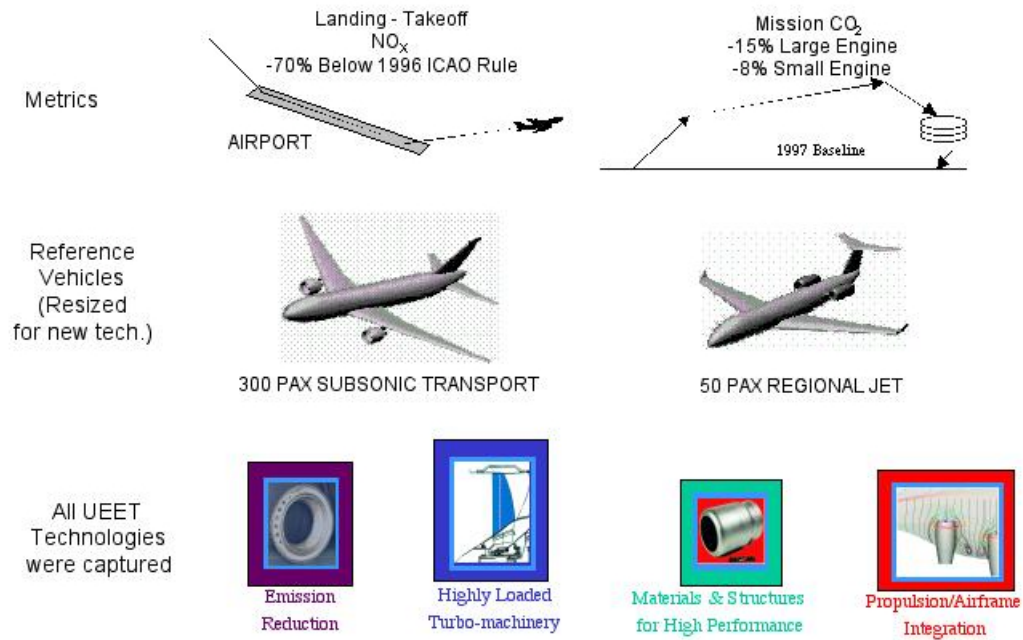 Landing - Takeoff
NOx
-70% Below 1996 ICAO Rule
Mission CO2
-15% Large Engine
-8% Small Engine
Metrics
AIRPORT
1997 Baseline
Reference
Vehicles
(Resized
for new tech.)
300 PAX SUBSONIC TRANSPORT
50 PAX REGIONAL JET
All UEET
Technologies
were captured
Emission
Reduction
Highly Loaded
Turbo-machinery
Materials & Structures
for High Performance
Propulsion/Airframe
Integration